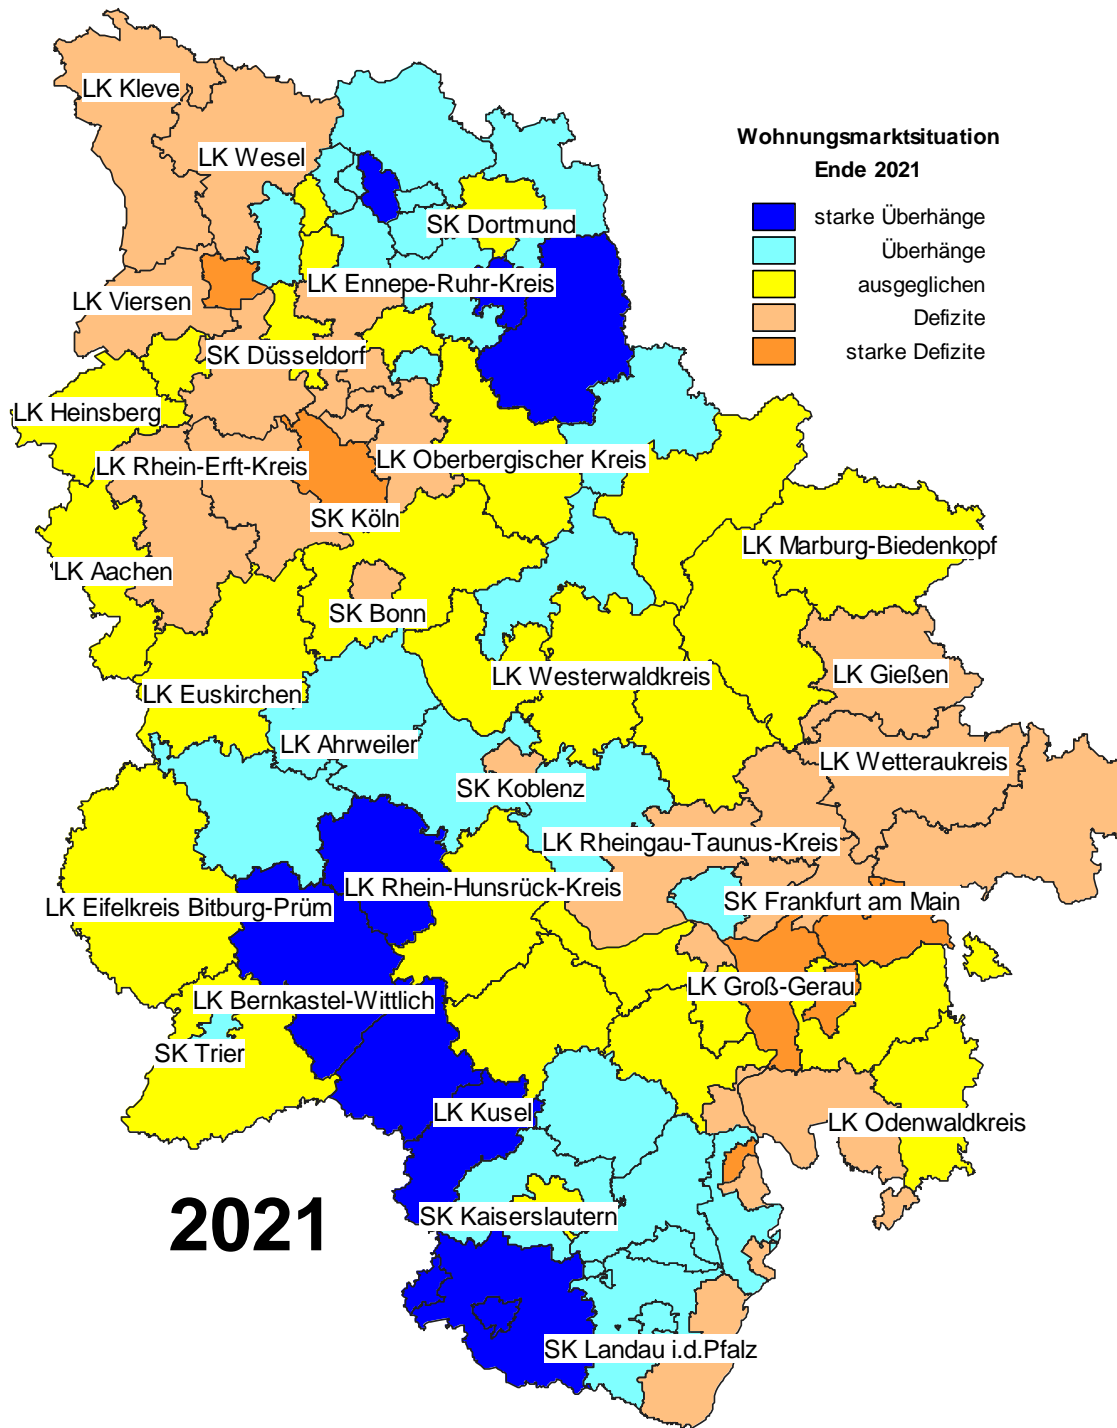 LK Kleve
Wohnungsmarktsituation
Ende 2021
LK Wesel
starke Überhänge
SK Dortmund
Überhänge
LK Ennepe-Ruhr-Kreis
ausgeglichen
LK Viersen
Defizite
SK Düsseldorf
starke Defizite
LK Heinsberg
LK Rhein-Erft-Kreis
LK Oberbergischer Kreis
SK Köln
LK Marburg-Biedenkopf
LK Aachen
SK Bonn
LK Westerwaldkreis
LK Gießen
LK Euskirchen
LK Ahrweiler
LK Wetteraukreis
SK Koblenz
LK Rheingau-Taunus-Kreis
LK Rhein-Hunsrück-Kreis
SK Frankfurt am Main
LK Eifelkreis Bitburg-Prüm
LK Groß-Gerau
LK Bernkastel-Wittlich
SK Trier
LK Kusel
LK Odenwaldkreis
2021
SK Kaiserslautern
SK Landau i.d.Pfalz